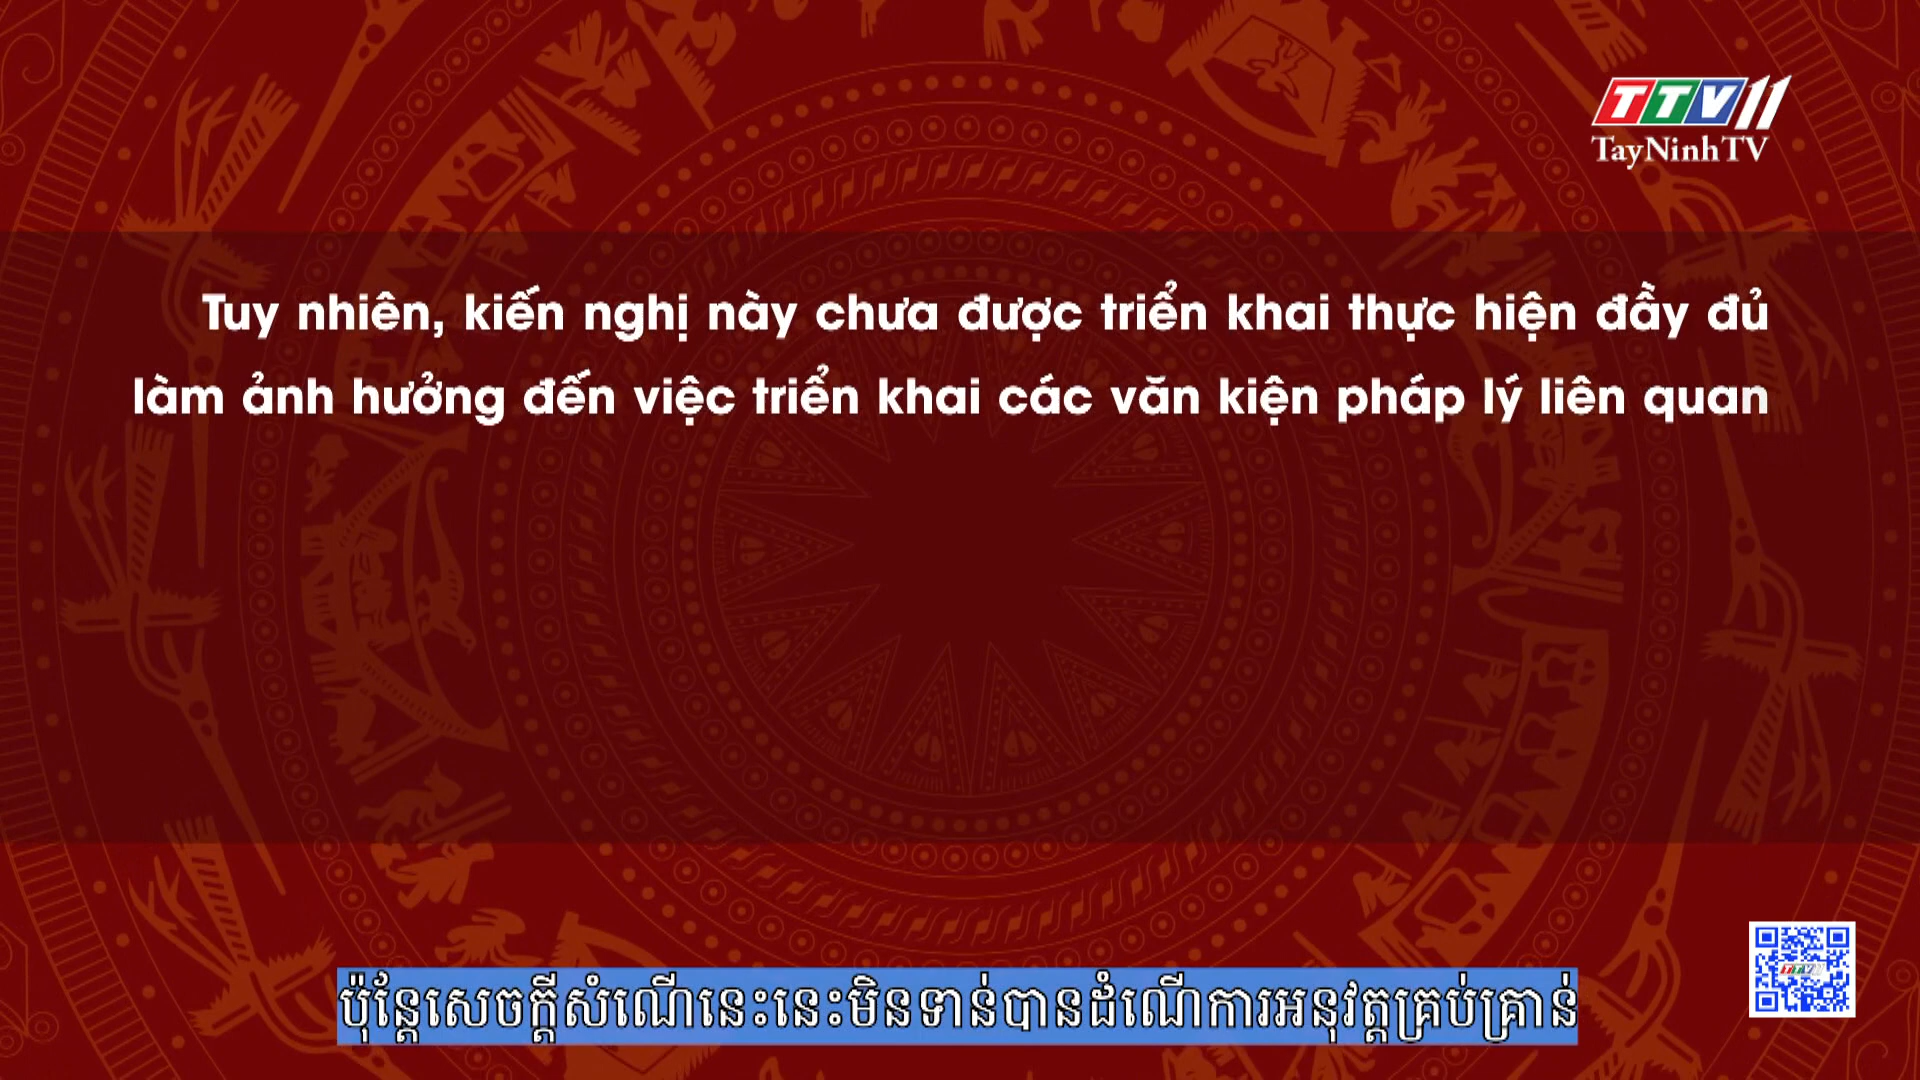 TTV11
TayNinhTV
Tuy nhiên, kiến nghị này chưa được triển khai thực hiện đầy đủ
làm ảnh hưởng đến việc triển khai các văn kiện pháp lý liên quan
ប៉ុន្តែសេចក្តីសំណើនេះនេះមិនទាន់បានដំណើការអនុវត្តគ្រប់គ្រាន់